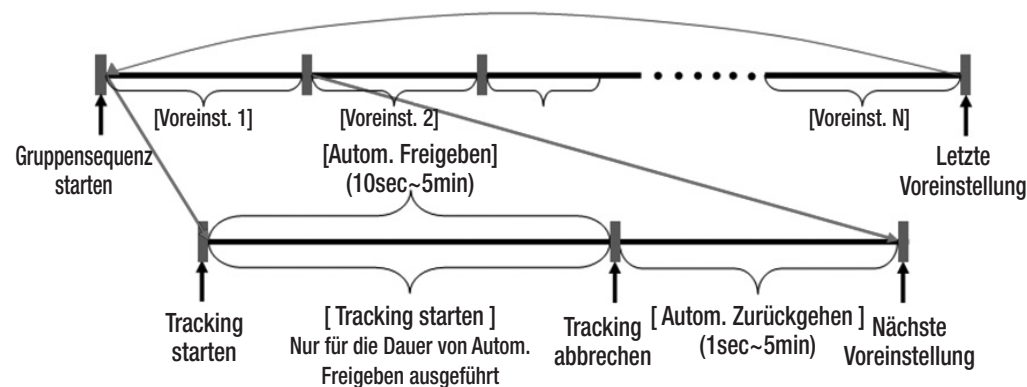 [Voreinst. 1]
[Voreinst. 2]
[Voreinst. N]
Gruppensequenz
starten
[Autom. Freigeben]
(10sec~5min)
Letzte
Voreinstellung
Tracking
starten
[ Tracking starten ]
Nur für die Dauer von Autom.
Freigeben ausgeführt
Tracking
abbrechen
[ Autom. Zurückgehen ]
(1sec~5min)
Nächste
Voreinstellung